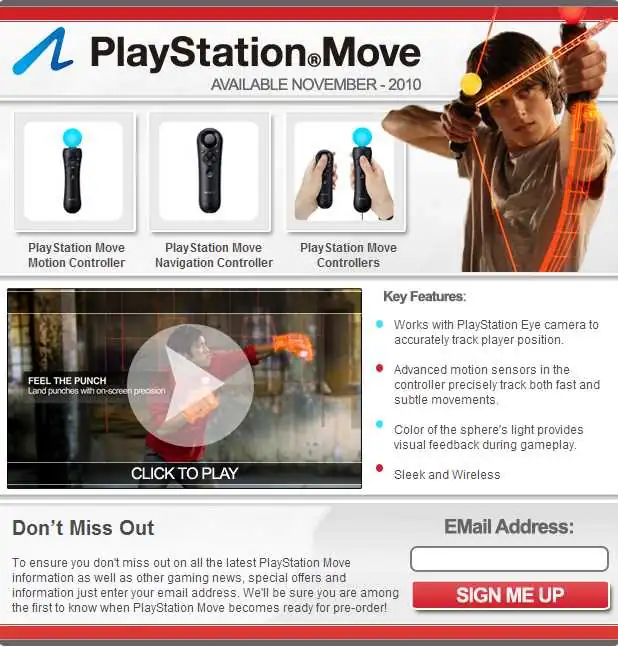 PlayStation®Move
AVAILABLE NOVEMBER - 2010
PlayStation Move
Motion Controller
PlayStation Move
Navigation Controller
PlayStation Move
Controllers
FEEL THE PUNCH
Land punches with on-screen precision
CLICK TO PLAY
Key Features:
Works with PlayStation Eye camera to
accurately track player position.
Advanced motion sensors in the
controller precisely track both fast and
subtle movements.
Color of the sphere's light provides
visual feedback during gameplay.
Sleek and Wireless
Don't Miss Out
To ensure you don't miss out on all the latest PlayStation Move
information as well as other gaming news, special offers and
information just enter your email address. We'll be sure you are among
the first to know when PlayStation Move becomes ready for pre-order!
EMail Address:
SIGN ME UP